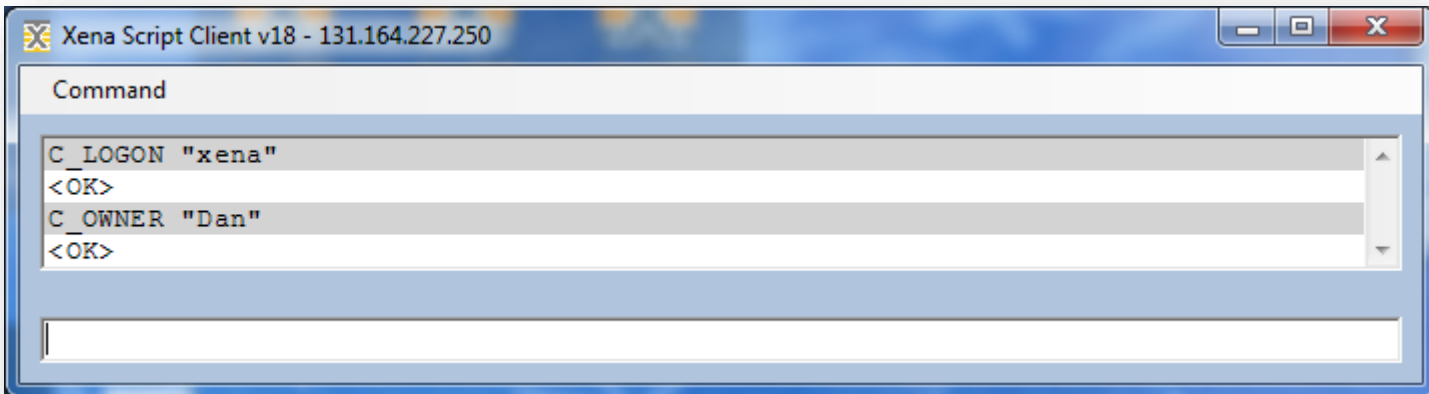 Xena Script Client v18 - 131.164.227.250
Command
C_LOGON "xena"
<OK>
C_OWNER "Dan"
<OK>